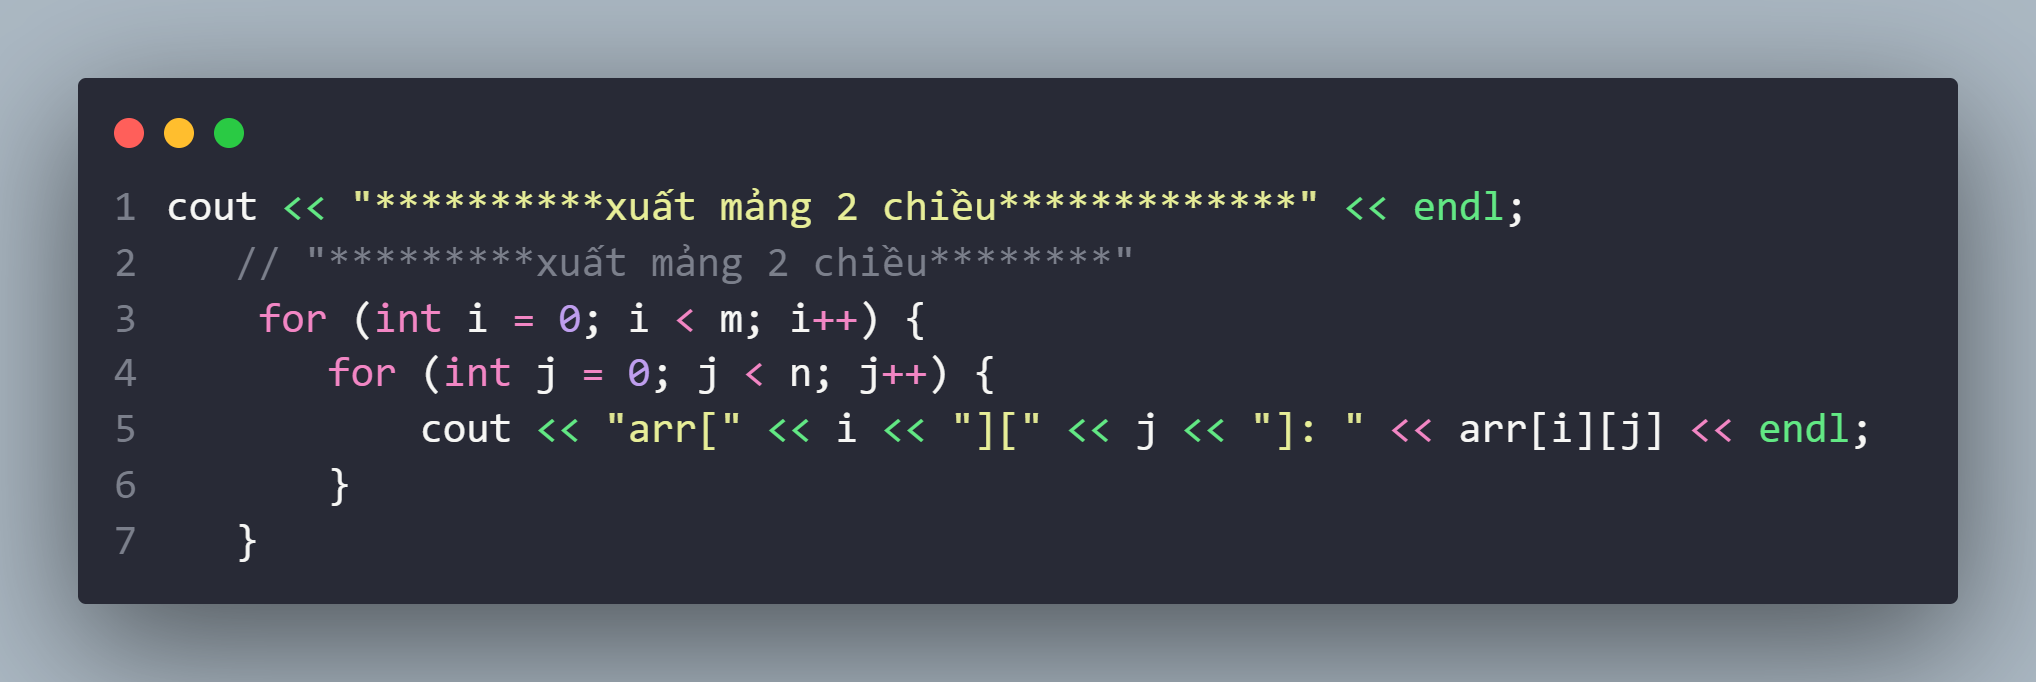 1 cout << "**********xuất mảng 2 chiều*************" << endl;
2    // "*********xuất mảng 2 chiều********"
3     for (int i = 0; i < m; i++) {
4        for (int j = 0; j < n; j++) {
5            cout << "arr[" << i << "][" << j << "]: " << arr[i][j] << endl;
6        }
7    }